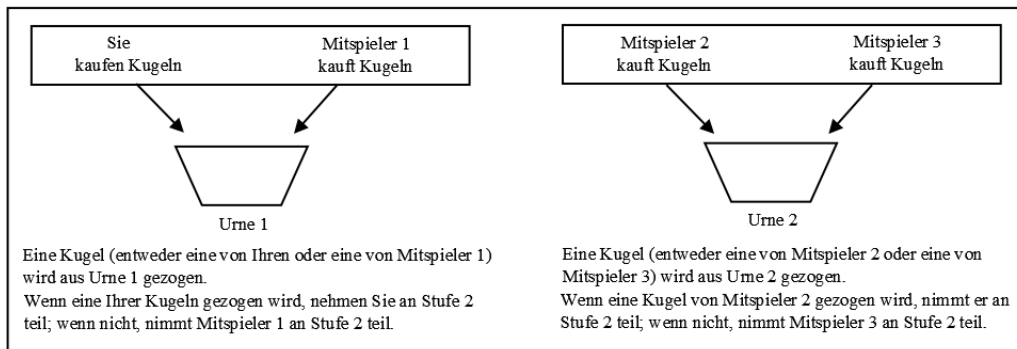 Sie
kaufen Kugeln
Mitspieler 1
kauft Kugeln
Urne 1
Eine Kugel (entweder eine von Ihren oder eine von Mitspieler 1)
wird aus Urne 1 gezogen.
Wenn eine Ihrer Kugeln gezogen wird, nehmen Sie an Stufe 2
teil; wenn nicht, nimmt Mitspieler 1 an Stufe 2 teil.
Mitspieler 2
kauft Kugeln
Mitspieler 3
kauft Kugeln
Urne 2
Eine Kugel (entweder eine von Mitspieler 2 oder eine von
Mitspieler 3) wird aus Urne 2 gezogen.
Wenn eine Kugel von Mitspieler 2 gezogen wird, nimmt er an
Stufe 2 teil; wenn nicht, nimmt Mitspieler 3 an Stufe 2 teil.